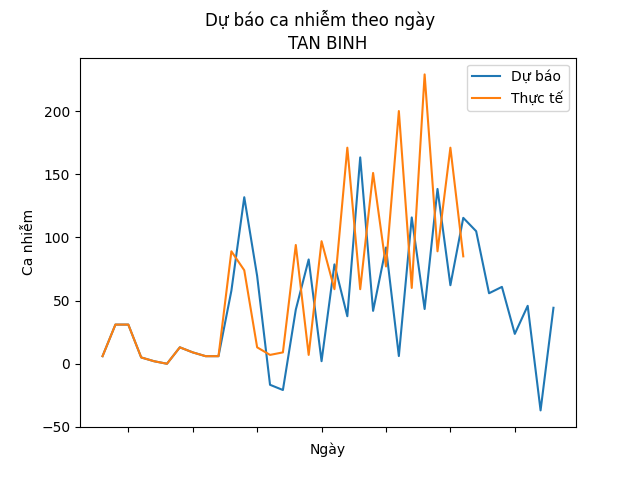 Dự báo ca nhiễm theo ngày
TAN BINH
Dự báo
Thực tế
200
150
100
50
0
−50
Ca nhiễm
Ngày